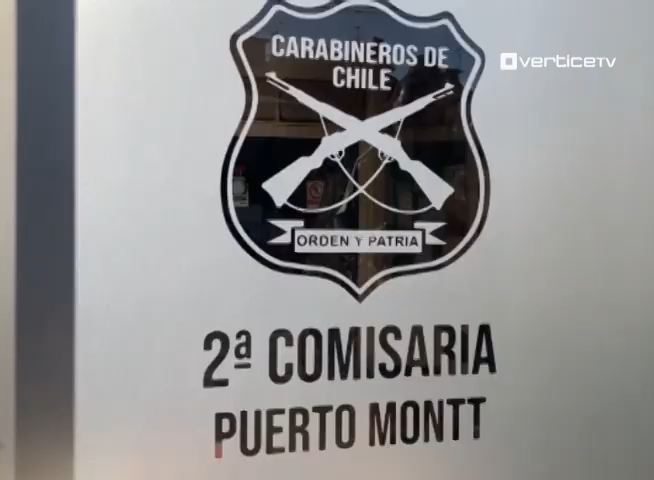 CARABINEROS DE
CHILE
verticeTV
ORDEN Y PATRIA
2ª COMISARIA
PUERTO MONTT